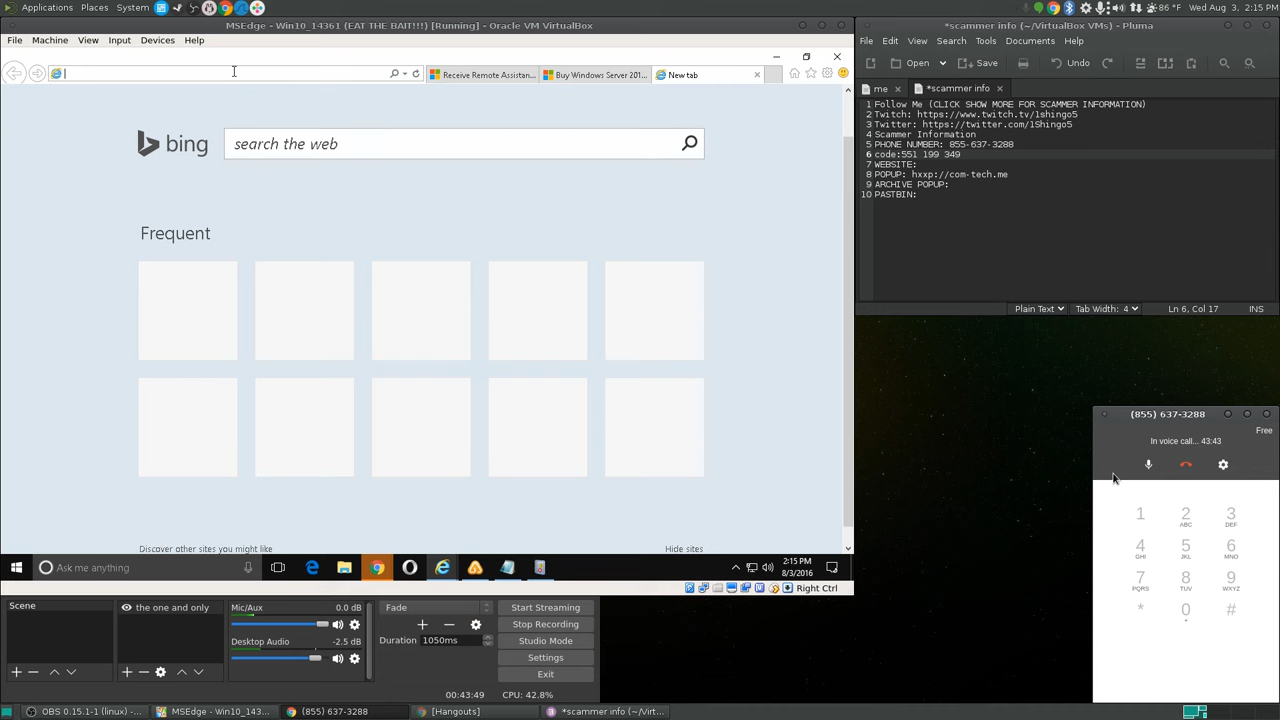 Applications Places System
86 °F Wed Aug 3, 2:15 PM
MSEdge - Win10_14361 (EAT THE BAIT!!!) [Running] - Oracle VM VirtualBox
File Machine View Input Devices Help
Receive Remote Assistan...
Buy Windows Server 201...
New tab
bing
search the web
Frequent
Discover other sites you might like
Hide sites
Ask me anything
2:15 PM
8/3/2016
Right Ctrl
*scammer info (~/VirtualBox VMs) - Pluma
File Edit View Search Tools Documents Help
Open Save Undo
me
*scammer info
1 Follow Me (CLICK SHOW MORE FOR SCAMMER INFORMATION)
2 Twitch: https://www.twitch.tv/1shingo5
3 Twitter: https://twitter.com/1Shingo5
4 Scammer Information
5 PHONE NUMBER: 855-637-3288
6 code:551 199 349
7 WEBSITE:
8 POPUP: hxxp://com-tech.me
9 ARCHIVE POPUP:
10 PASTBIN:
Plain Text Tab Width: 4 Ln 6, Col 17 INS
(855) 637-3288
Free
In voice call... 43:43
1 2 ABC 3 DEF
4 GHI 5 JKL 6 MNO
7 PQRS 8 TUV 9 WXYZ
* 0 #
Scene
the one and only
Mic/Aux 0.0 dB
Desktop Audio -2.5 dB
Fade
Duration 1050ms
Start Streaming
Stop Recording
Studio Mode
Settings
Exit
00:43:49 CPU: 42.8%
OBS 0.15.1-1 (linux) -...
MSEdge - Win10_143...
(855) 637-3288
[Hangouts]
*scammer info (~/Virt...